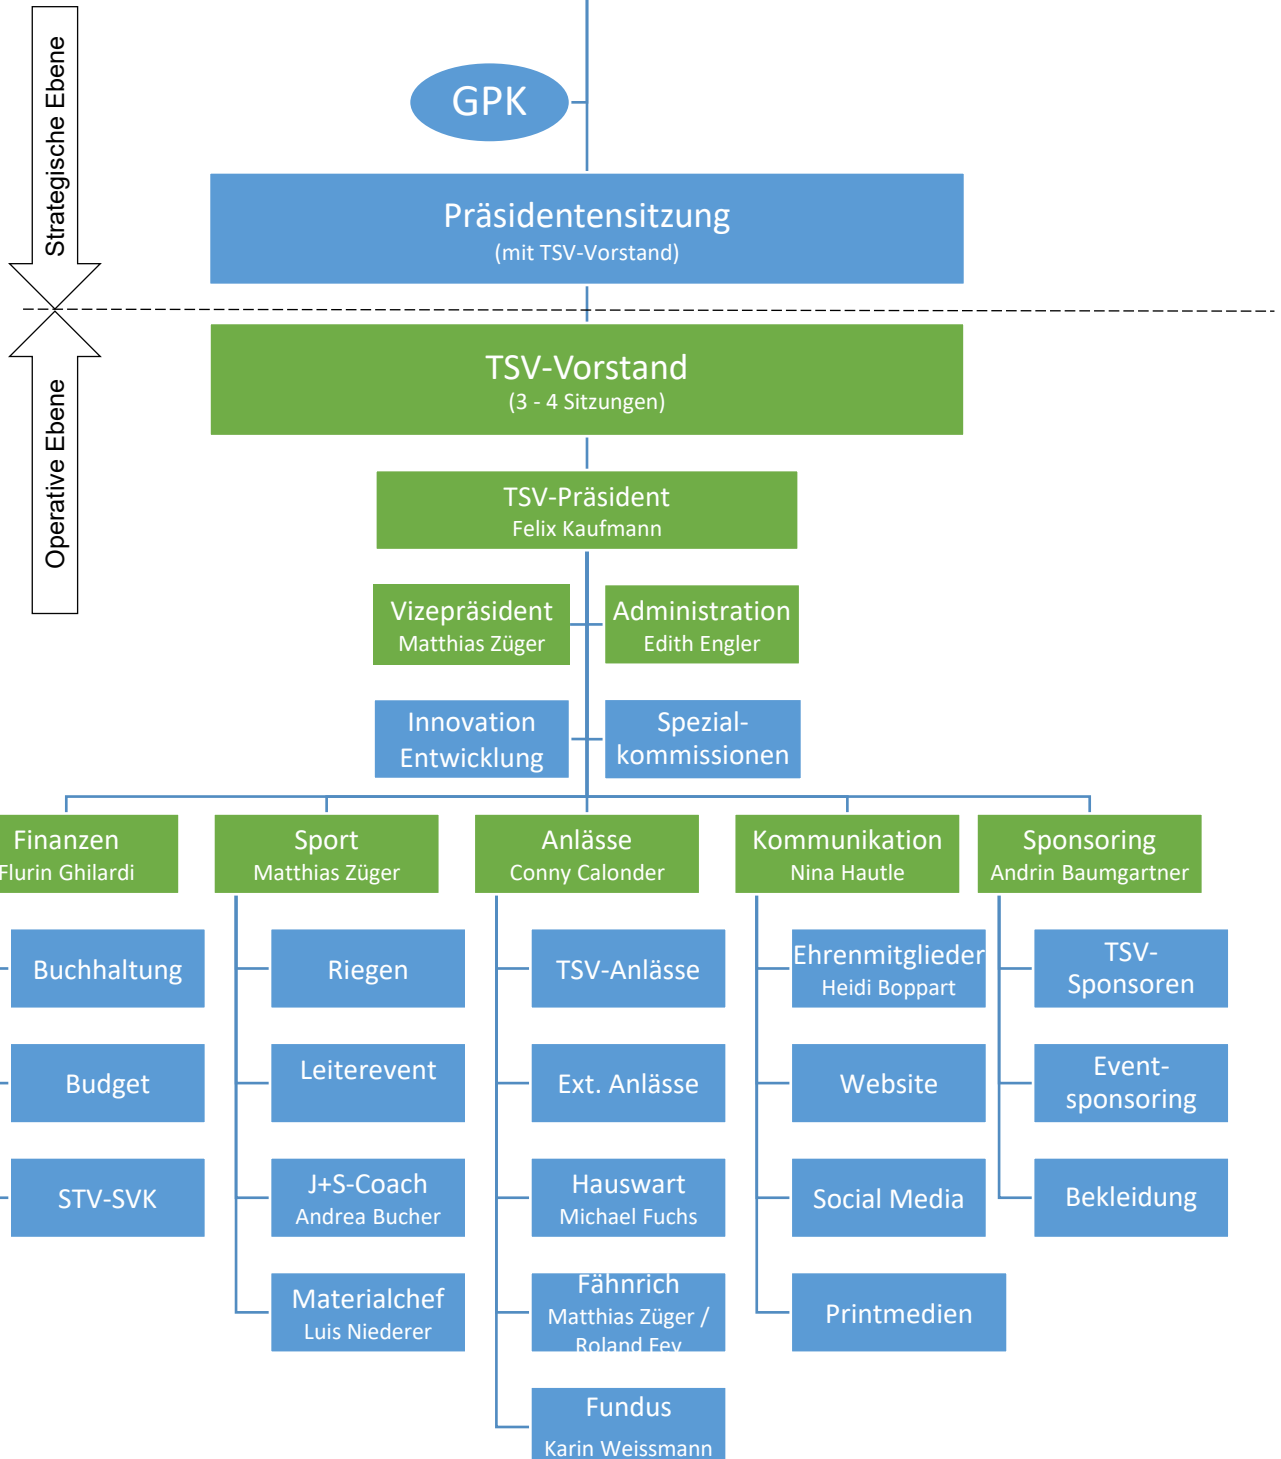 Strategische Ebene
GPK
Präsidentensitzung
(mit TSV-Vorstand)
Operative Ebene
TSV-Vorstand
(3 - 4 Sitzungen)
TSV-Präsident
Felix Kaufmann
Vizepräsident
Matthias Züger
Administration
Edith Engler
Innovation
Entwicklung
Spezial-
kommissionen
Finanzen
Flurin Ghilardi
Buchhaltung
Budget
STV-SVK
Sport
Matthias Züger
Riegen
Leiterevent
J+S-Coach
Andrea Bucher
Materialchef
Luis Niederer
Anlässe
Conny Calonder
TSV-Anlässe
Ext. Anlässe
Hauswart
Michael Fuchs
Fähnrich
Matthias Züger /
Roland Fey
Fundus
Karin Weissmann
Kommunikation
Nina Hautle
Ehrenmitglieder
Heidi Boppart
Website
Social Media
Printmedien
Sponsoring
Andrin Baumgartner
TSV-
Sponsoren
Event-
sponsoring
Bekleidung